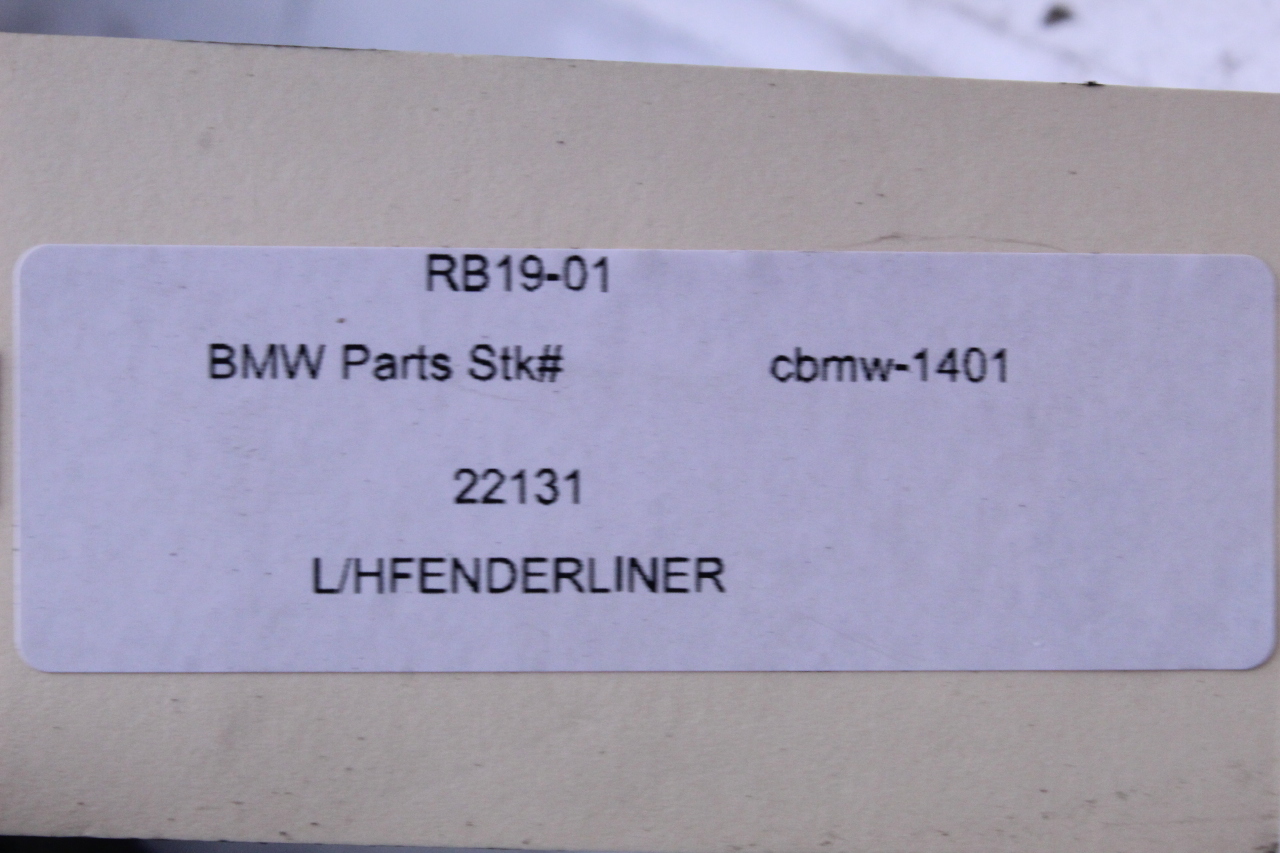 RB19-01
BMW Parts Stk# cbmw-1401
22131
L/HFENDERLINER